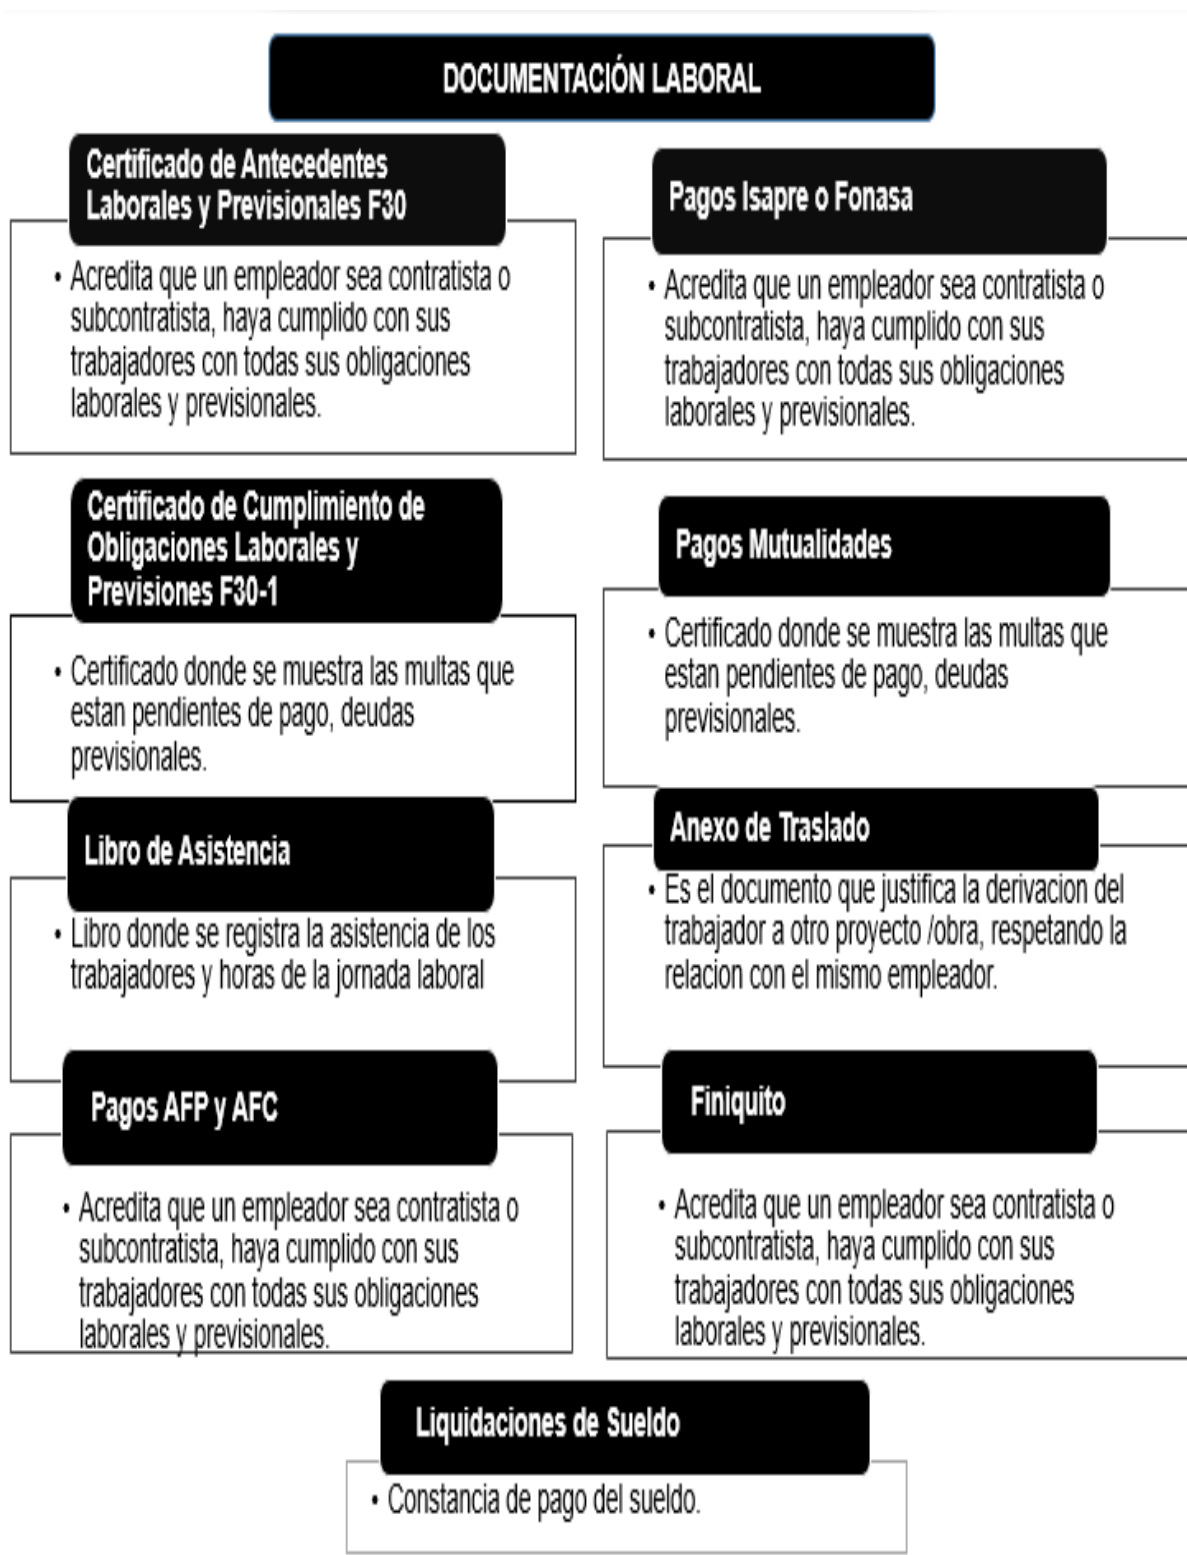 DOCUMENTACIÓN LABORAL
Certificado de Antecedentes
Laborales y Previsionales F30
• Acredita que un empleador sea contratista o
subcontratista, haya cumplido con sus
trabajadores con todas sus obligaciones
laborales y previsionales.
Pagos Isapre o Fonasa
• Acredita que un empleador sea contratista o
subcontratista, haya cumplido con sus
trabajadores con todas sus obligaciones
laborales y previsionales.
Certificado de Cumplimiento de
Obligaciones Laborales y
Previsiones F30-1
• Certificado donde se muestra las multas que
estan pendientes de pago, deudas
previsionales.
Pagos Mutualidades
• Certificado donde se muestra las multas que
estan pendientes de pago, deudas
previsionales.
Libro de Asistencia
• Libro donde se registra la asistencia de los
trabajadores y horas de la jornada laboral
Anexo de Traslado
• Es el documento que justifica la derivacion del
trabajador a otro proyecto /obra, respetando la
relacion con el mismo empleador.
Pagos AFP y AFC
• Acredita que un empleador sea contratista o
subcontratista, haya cumplido con sus
trabajadores con todas sus obligaciones
laborales y previsionales.
Finiquito
• Acredita que un empleador sea contratista o
subcontratista, haya cumplido con sus
trabajadores con todas sus obligaciones
laborales y previsionales.
Liquidaciones de Sueldo
• Constancia de pago del sueldo.